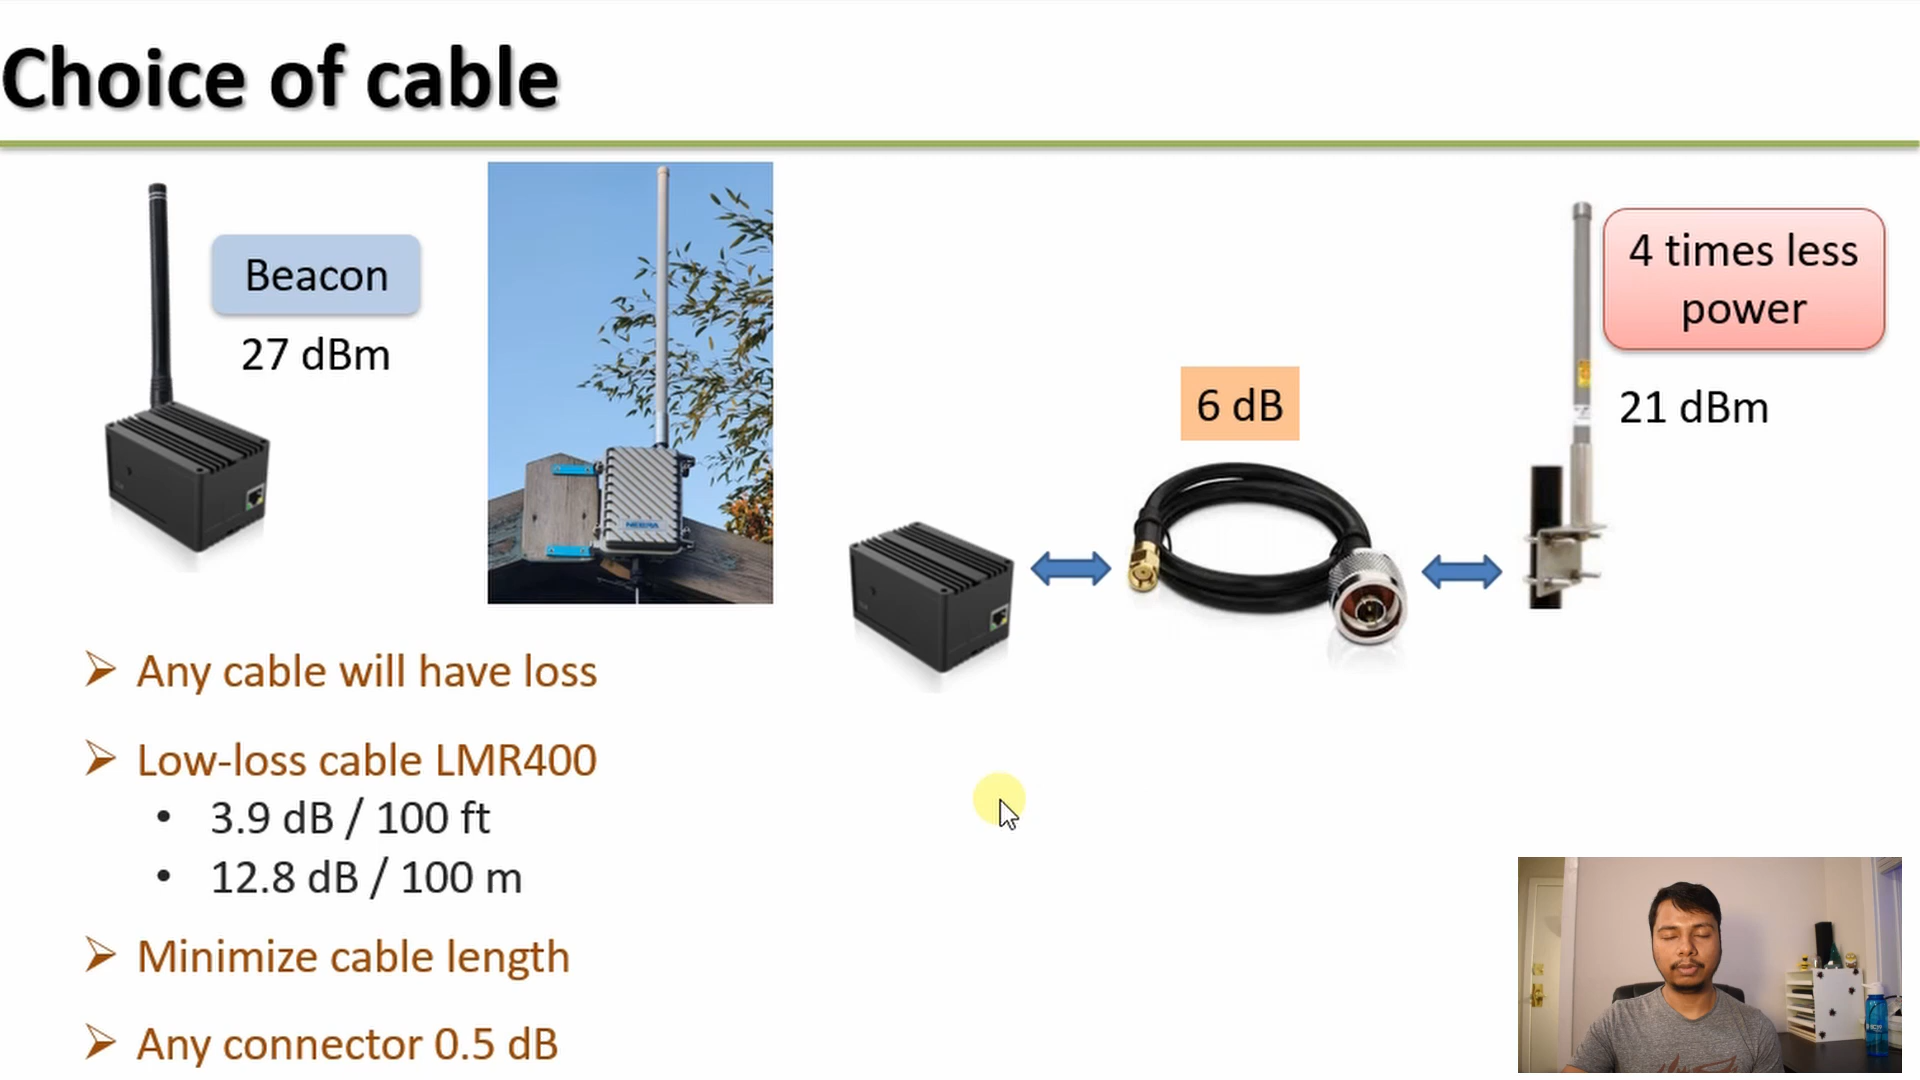 Choice of cable
Beacon
27 dBm
6 dB
4 times less
power
21 dBm
Any cable will have loss
Low-loss cable LMR400
3.9 dB / 100 ft
12.8 dB / 100 m
Minimize cable length
Any connector 0.5 dB